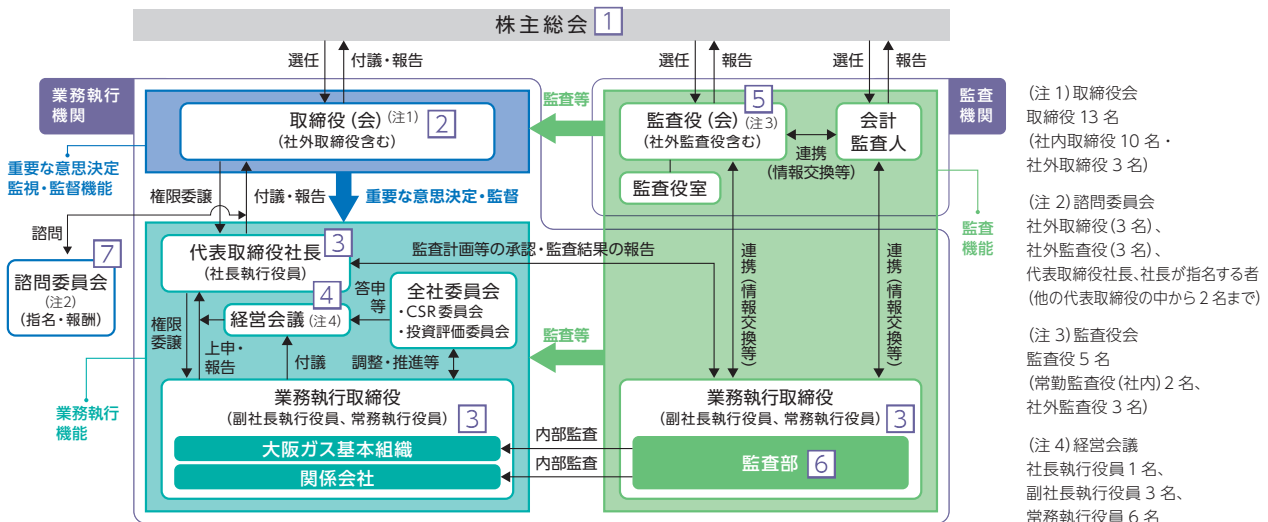 株主総会 1
選任
付議・報告
選任
報告
選任
報告
業務執行
機関
取締役(会)(注1) 2
(社外取締役含む)
監査等
5
監査役(会)(注3)
(社外監査役含む)
監査役室
連携
(情報交換等)
会計
監査人
監査
機関
重要な意思決定
監視・監督機能
権限委譲
付議・報告
重要な意思決定・監督
監査
機能
諮問
7
諮問委員会
(注2)
(指名・報酬)
代表取締役社長 3
(社長執行役員)
監査計画等の承認・監査結果の報告
連携(情報交換等)
連携(情報交換等)
4
経営会議(注4)
答申等
全社委員会
・CSR委員会
・投資評価委員会
権限
委譲
上申・
報告
付議
調整・推進等
監査等
業務執行
機能
業務執行取締役
(副社長執行役員、常務執行役員) 3
大阪ガス基本組織
関係会社
内部監査
内部監査
業務執行取締役
(副社長執行役員、常務執行役員) 3
監査部 6
(注1)取締役会
取締役13名
(社内取締役10名・
社外取締役3名)
(注2)諮問委員会
社外取締役(3名)、
社外監査役(3名)、
代表取締役社長、社長が指名する者
(他の代表取締役の中から2名まで)
(注3)監査役会
監査役5名
(常勤監査役(社内)2名、
社外監査役3名)
(注4)経営会議
社長執行役員1名、
副社長執行役員3名、
常務執行役員6名